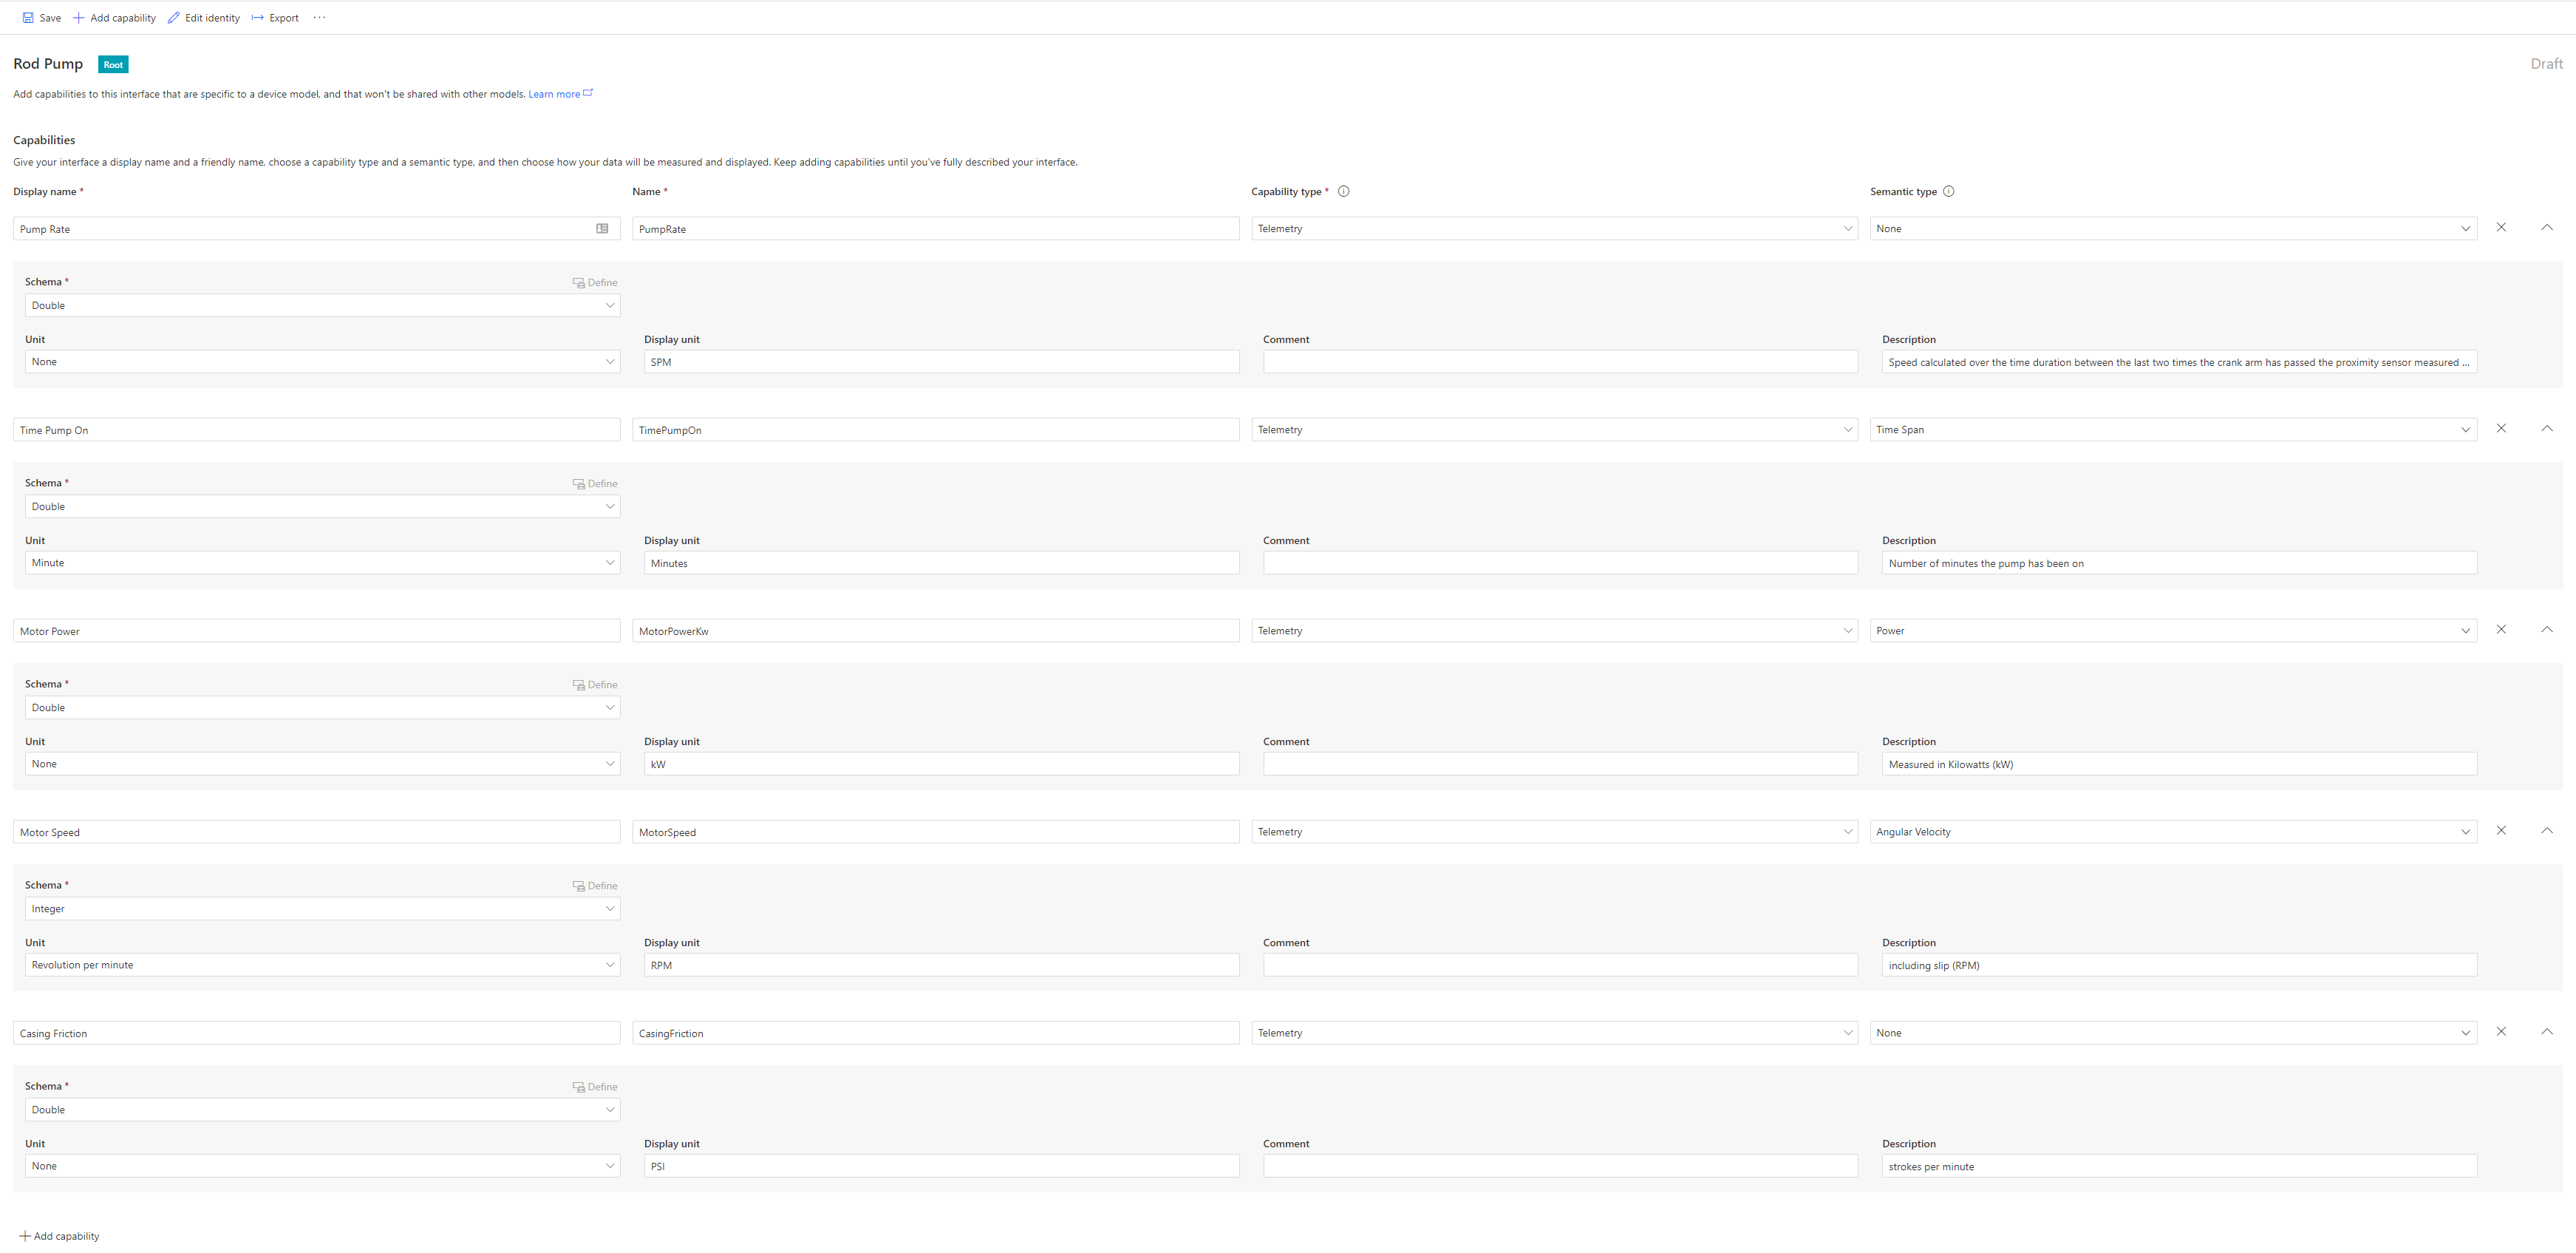 Save Add capability Edit identity Export ...
Rod Pump Root Draft
Add capabilities to this interface that are specific to a device model, and that won't be shared with other models. Learn more
Capabilities
Give your interface a display name and a friendly name, choose a capability type and a semantic type, and then choose how your data will be measured and displayed. Keep adding capabilities until you've fully described your interface.
Display name * Name * Capability type * Semantic type
Pump Rate PumpRate Telemetry None
Schema * Define
Double
Unit Display unit Comment Description
None SPM Speed calculated over the time duration between the last two times the crank arm has passed the proximity sensor measured ...
Time Pump On TimePumpOn Telemetry Time Span
Schema * Define
Double
Unit Display unit Comment Description
Minute Minutes Number of minutes the pump has been on
Motor Power MotorPowerKw Telemetry Power
Schema * Define
Double
Unit Display unit Comment Description
None kW Measured in Kilowatts (kW)
Motor Speed MotorSpeed Telemetry Angular Velocity
Schema * Define
Integer
Unit Display unit Comment Description
Revolution per minute RPM including slip (RPM)
Casing Friction CasingFriction Telemetry None
Schema * Define
Double
Unit Display unit Comment Description
None PSI strokes per minute
Add capability